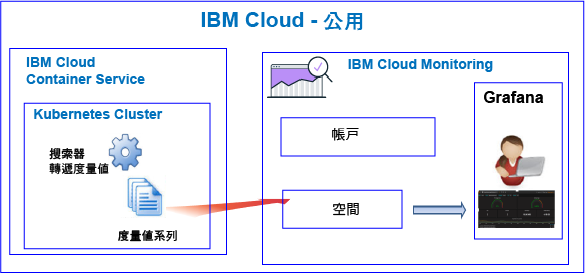 IBM Cloud - 公用
IBM Cloud
Container Service
Kubernetes Cluster
搜索器
轉遞度量值
度量值系列
IBM Cloud Monitoring
帳戶
空間
Grafana